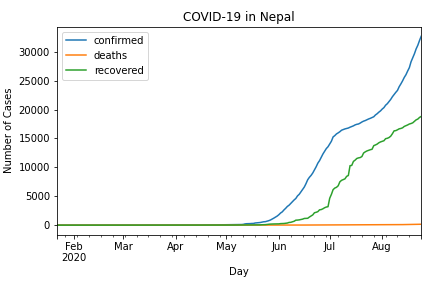 COVID-19 in Nepal
confirmed
deaths
recovered
Number of Cases
30000
25000
20000
15000
10000
5000
0
Feb Mar Apr May Jun Jul Aug
2020
Day